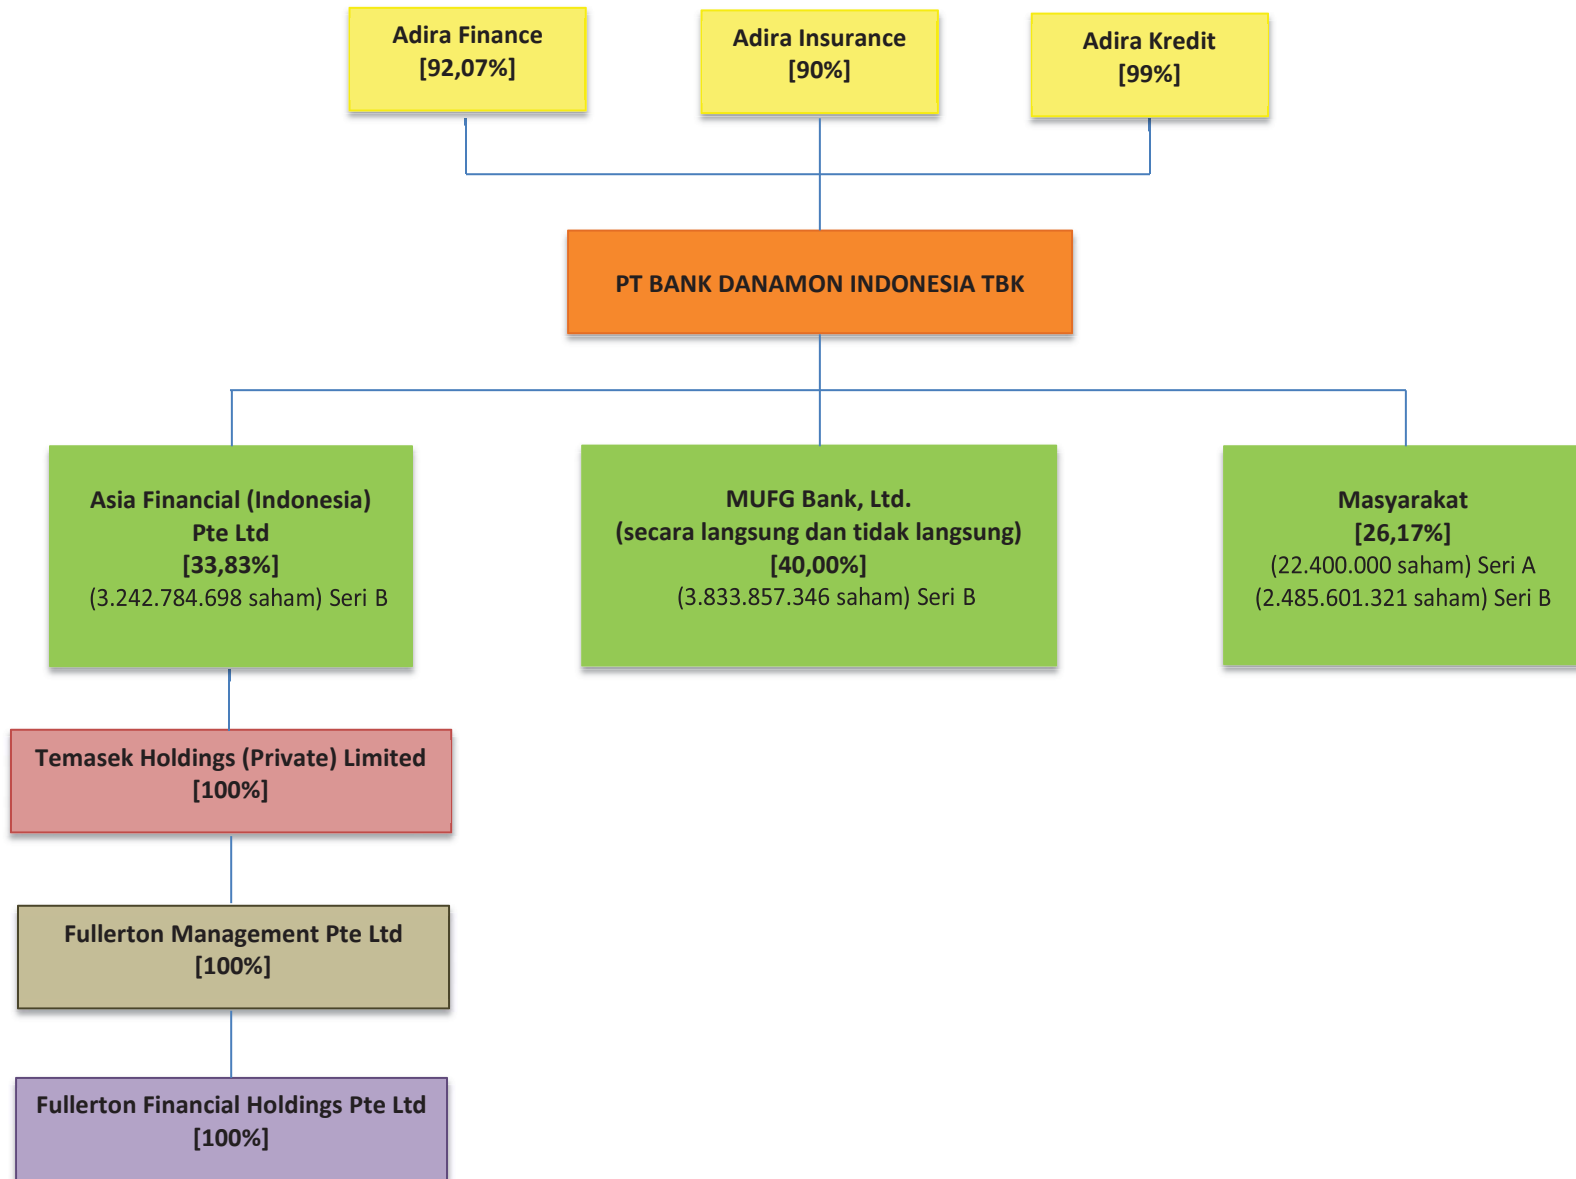 Adira Finance
[92,07%]
Adira Insurance
[90%]
Adira Kredit
[99%]
PT BANK DANAMON INDONESIA TBK
Asia Financial (Indonesia)
Pte Ltd
[33,83%]
(3.242.784.698 saham) Seri B
MUFG Bank, Ltd.
(secara langsung dan tidak langsung)
[40,00%]
(3.833.857.346 saham) Seri B
Masyarakat
[26,17%]
(22.400.000 saham) Seri A
(2.485.601.321 saham) Seri B
Temasek Holdings (Private) Limited
[100%]
Fullerton Management Pte Ltd
[100%]
Fullerton Financial Holdings Pte Ltd
[100%]